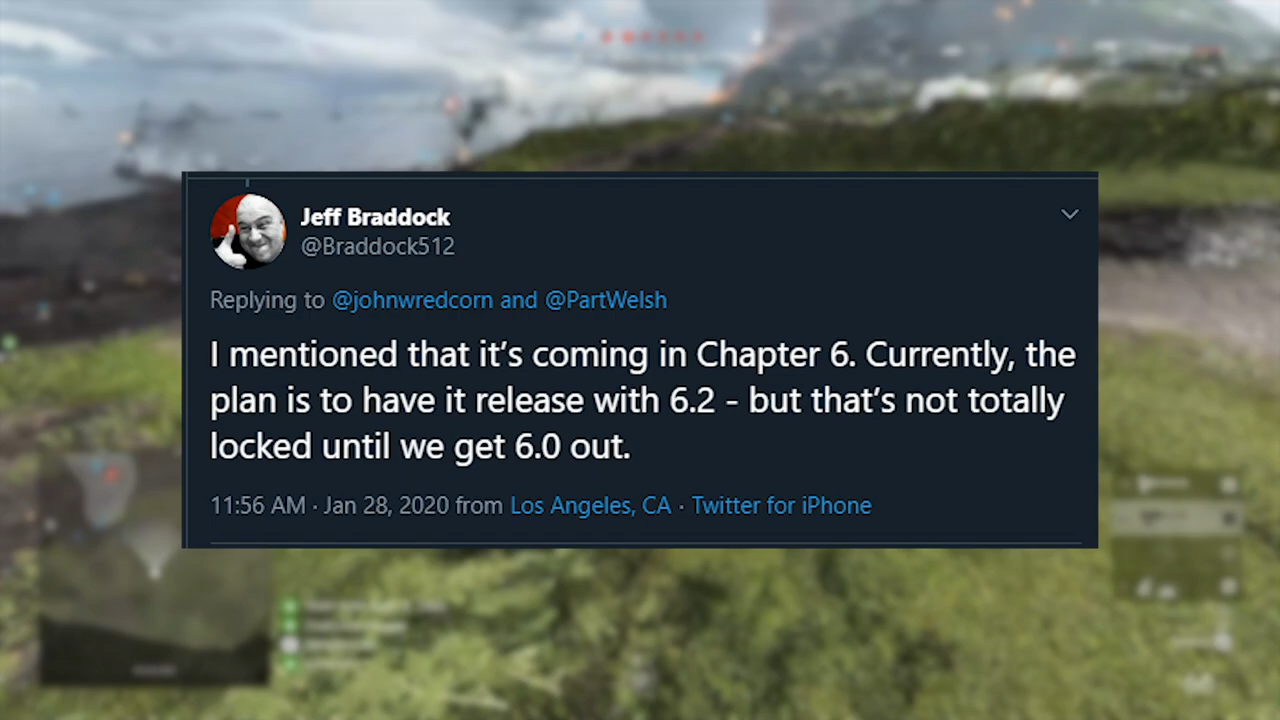 Jeff Braddock
@Braddock512
Replying to @johnwredcorn and @PartWelsh
I mentioned that it’s coming in Chapter 6. Currently, the
plan is to have it release with 6.2 - but that‘s not totally
locked until we get 6.0 out.
11:56 AM · Jan 28, 2020 from Los Angeles, CA · Twitter for iPhone